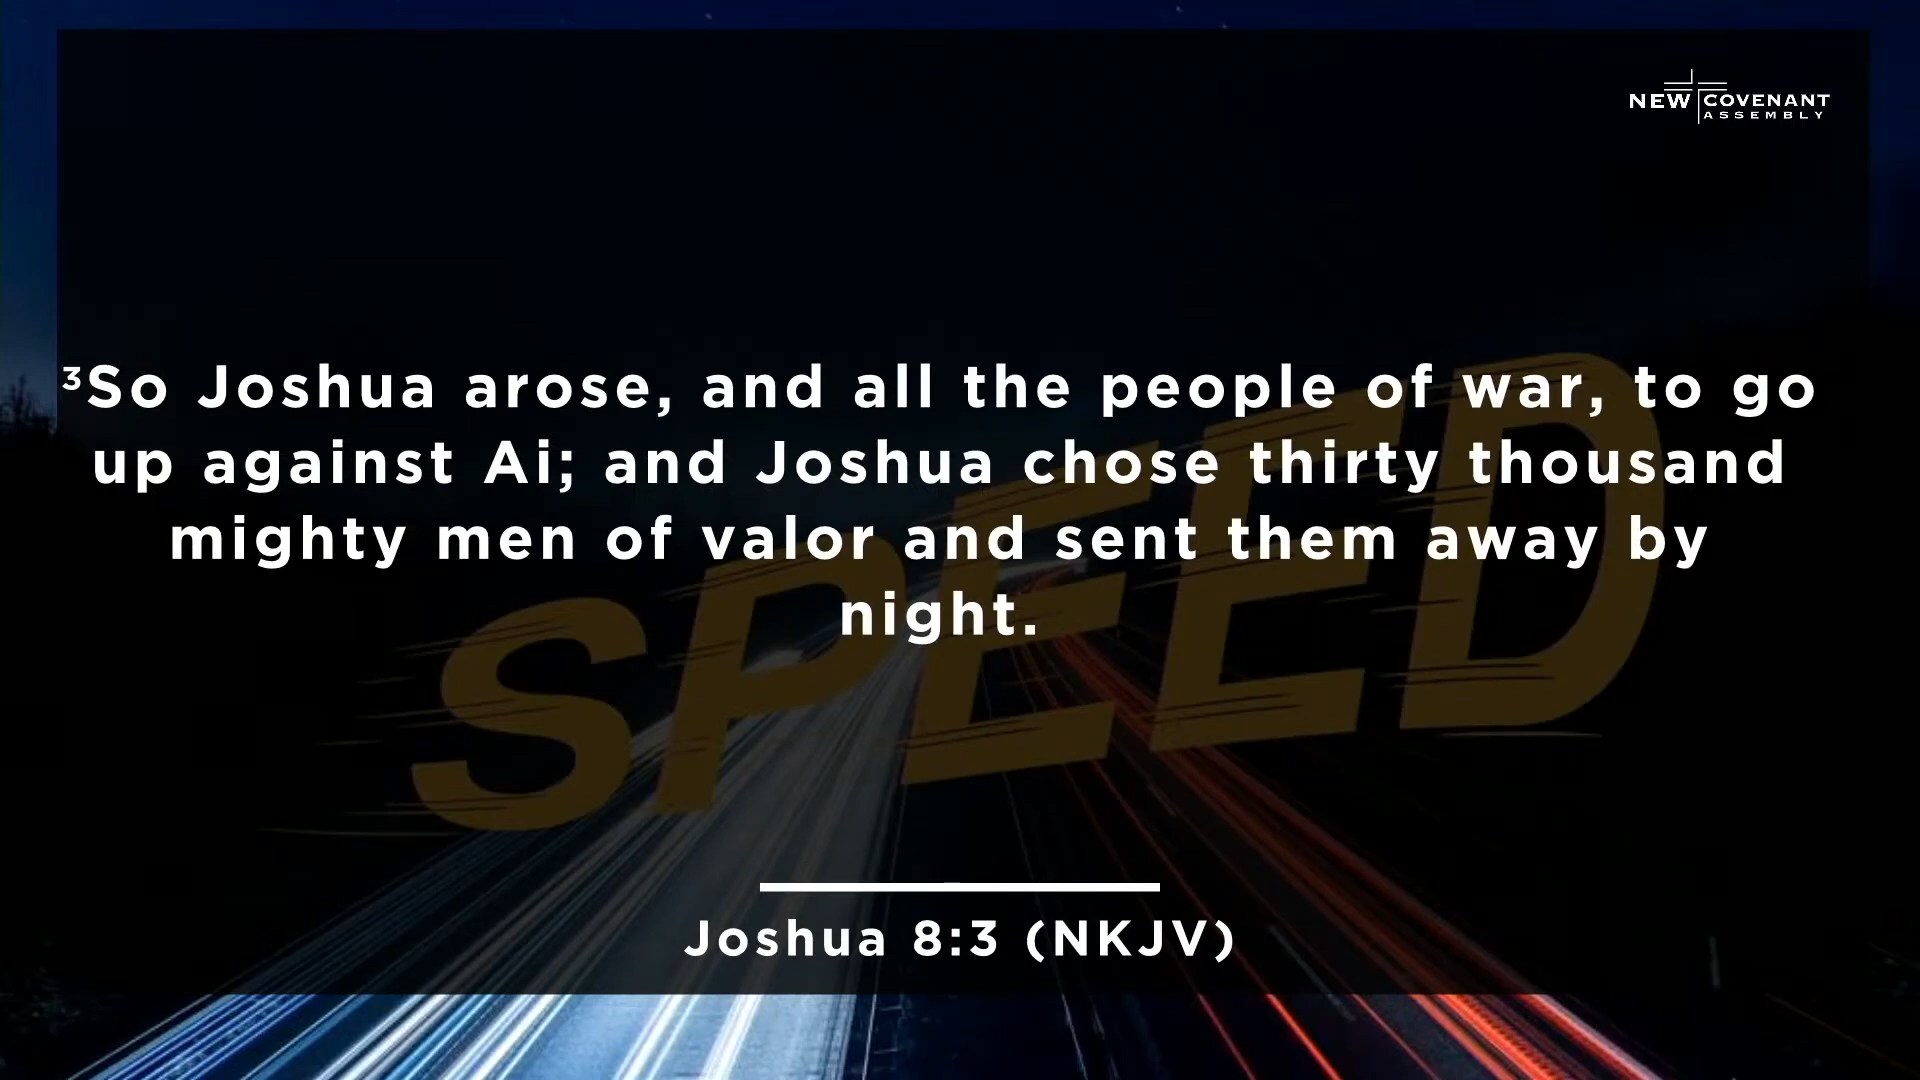 NEW COVENANT
ASSEMBLY
³So Joshua arose, and all the people of war, to go
up against Ai; and Joshua chose thirty thousand
mighty men of valor and sent them away by
night.
SPEED
Joshua 8:3 (NKJV)